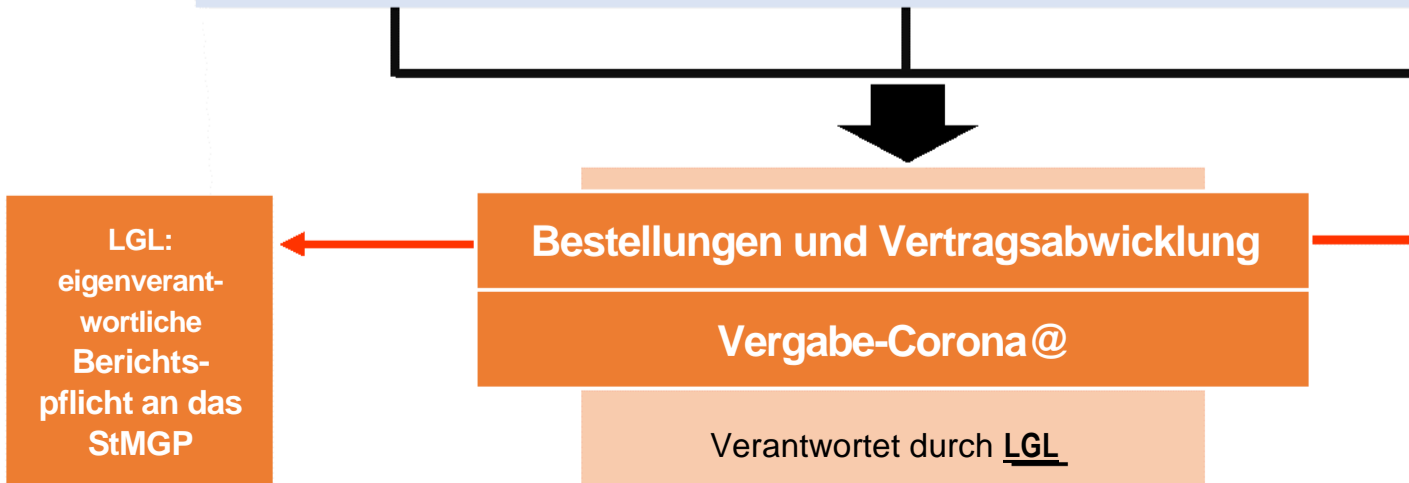 LGL:
eigenverant-
wortliche
Berichts-
pflicht an das
StMGP
Bestellungen und Vertragsabwicklung
Vergabe-Corona@
Verantwortet durch LGL